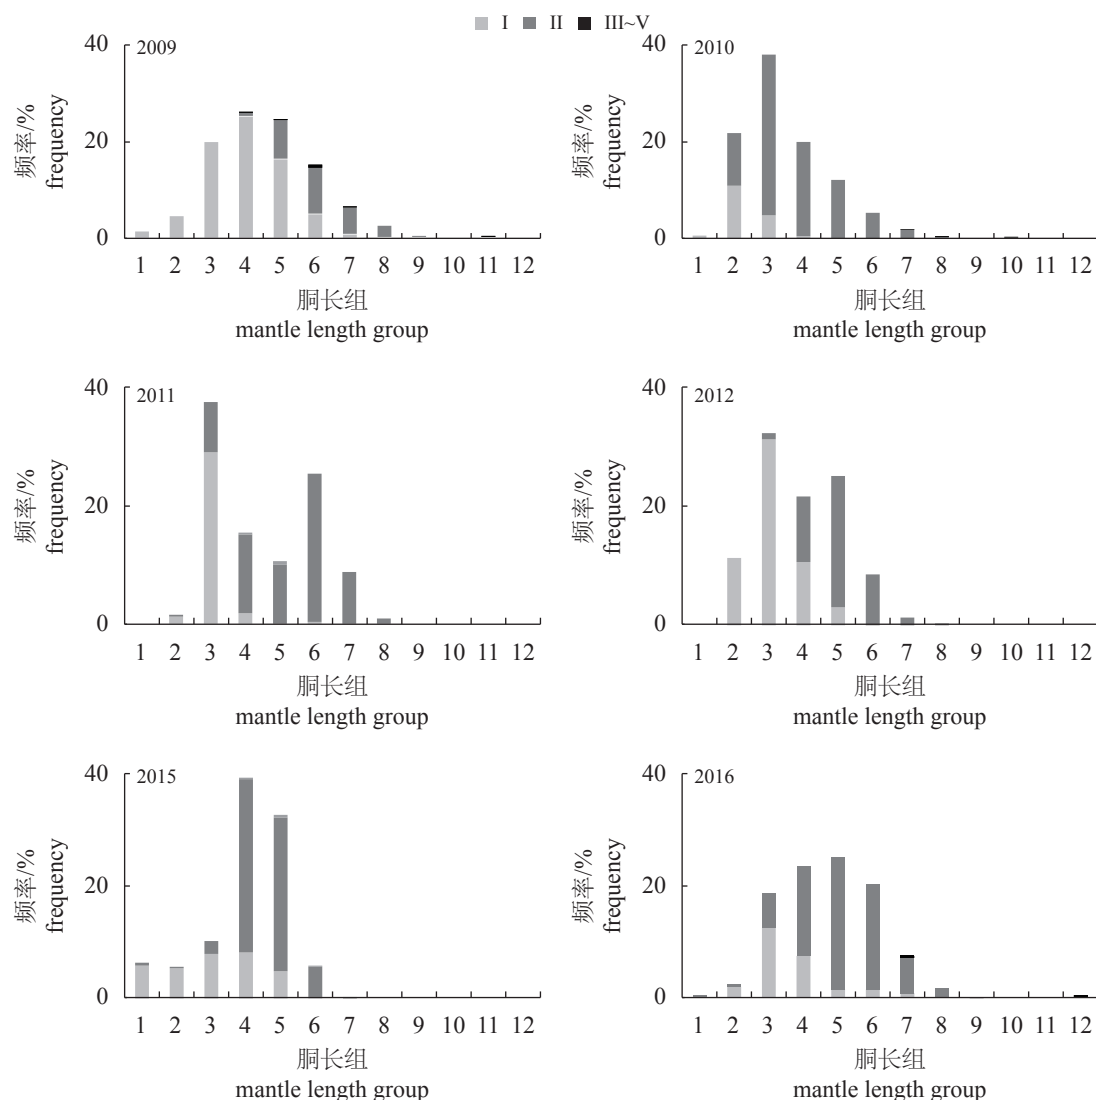 I II III~V
2009
40
20
0
频率/%
frequency
1 2 3 4 5 6 7 8 9 10 11 12
胴长组
mantle length group
2010
40
20
0
频率/%
frequency
1 2 3 4 5 6 7 8 9 10 11 12
胴长组
mantle length group
2011
40
20
0
频率/%
frequency
1 2 3 4 5 6 7 8 9 10 11 12
胴长组
mantle length group
2012
40
20
0
频率/%
frequency
1 2 3 4 5 6 7 8 9 10 11 12
胴长组
mantle length group
2015
40
20
0
频率/%
frequency
1 2 3 4 5 6 7 8 9 10 11 12
胴长组
mantle length group
2016
40
20
0
频率/%
frequency
1 2 3 4 5 6 7 8 9 10 11 12
胴长组
mantle length group